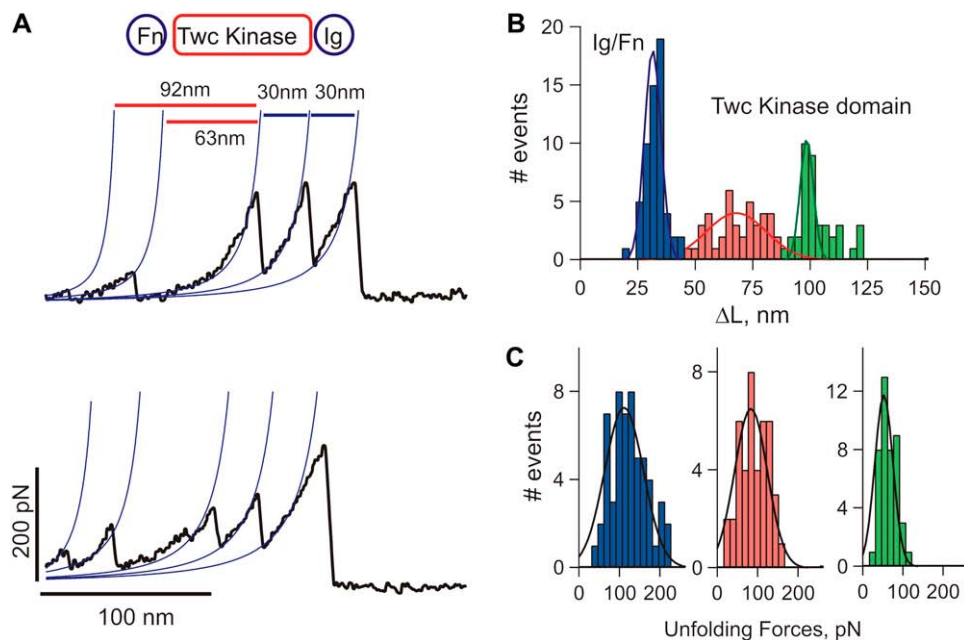 A
Fn Twc Kinase Ig
92nm 30nm 30nm
63nm
200 pN
100 nm
B
20
15
10
5
0
# events
Ig/Fn
Twc Kinase domain
0 25 50 75 100 125 150
ΔL, nm
C
# events
8
4
0
0 100 200
8
4
0
0 100 200
12
8
4
0
0 100 200
Unfolding Forces, pN